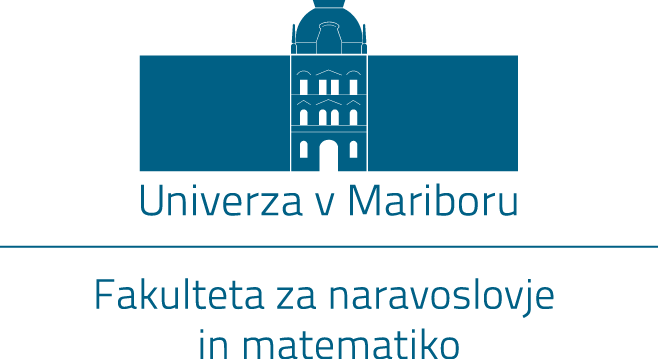 Univerza v Mariboru
Fakulteta za naravoslovje
in matematiko